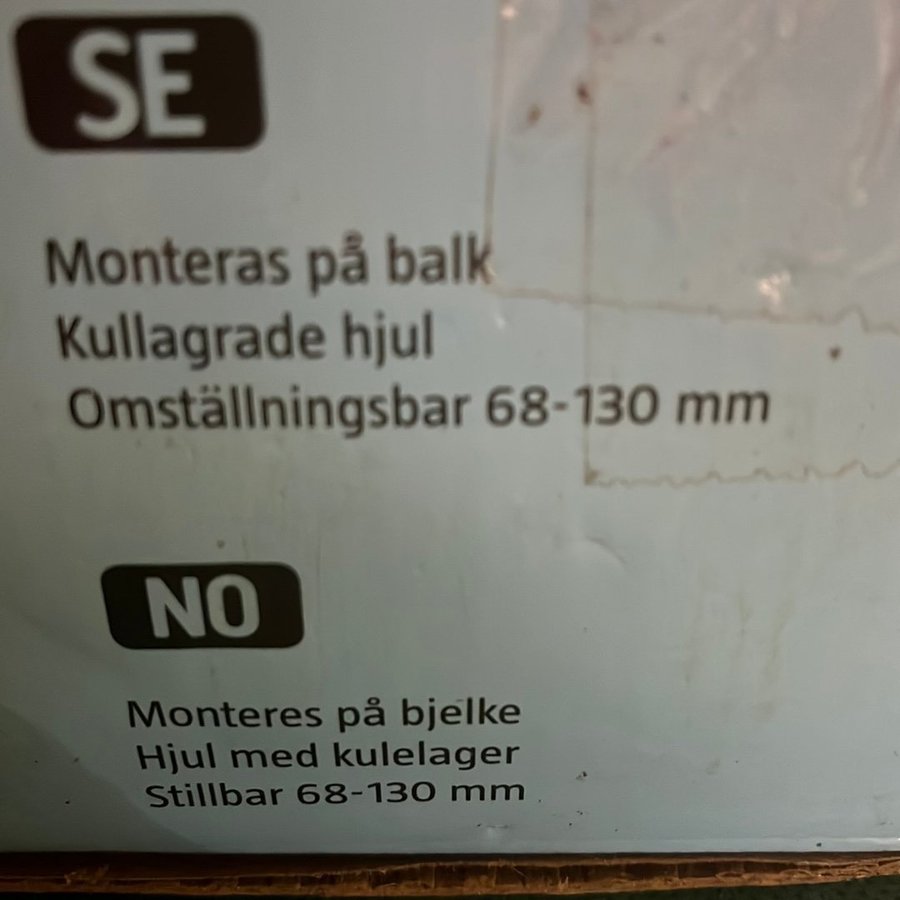 SE
Monteras på balk
Kullagrade hjul
Omställningsbar 68-130 mm
NO
Monteres på bjelke
Hjul med kulelager
Stillbar 68-130 mm